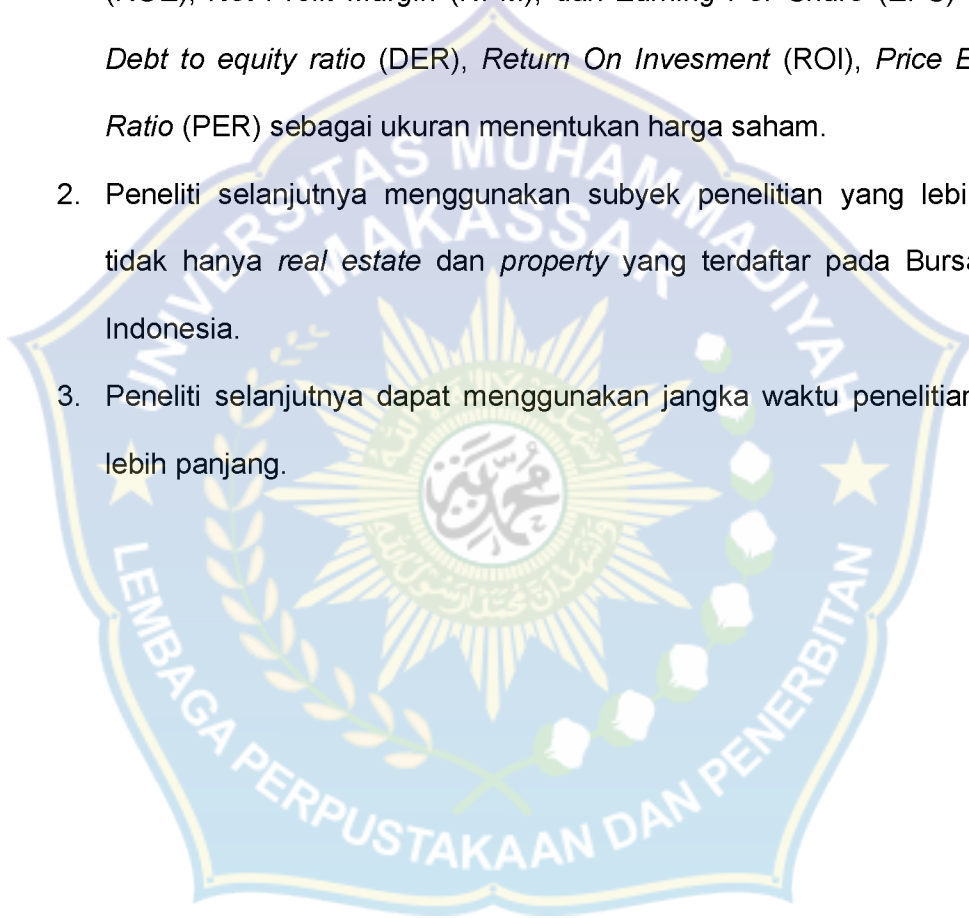 Debt to equity ratio (DER), Return On Invesment (ROI), Price
Ratio (PER) sebagai ukuran menentukan harga saham.
2. Peneliti selanjutnya menggunakan subyek penelitian yang
tidak hanya real estate dan property yang terdaftar pada
Indonesia.
3. Peneliti selanjutnya dapat menggunakan jangka waktu
lebih panjang.
UNIVERSITAS MUHAMMADIYAH
MAKASSAR
LEMBAGA PERPUSTAKAAN DAN PENERBITAN